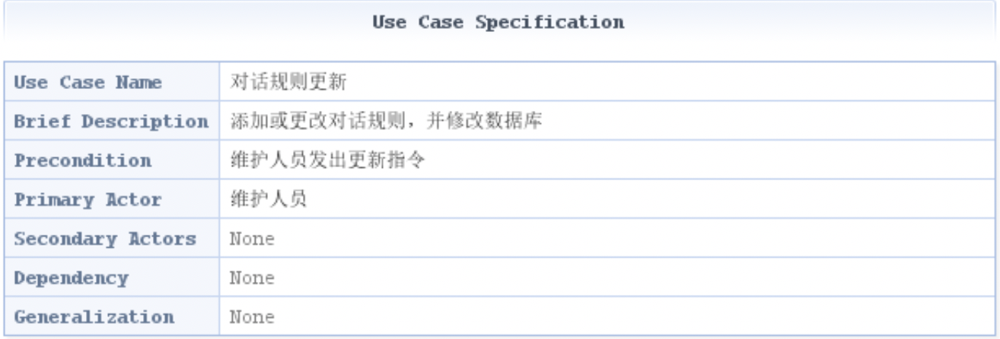 Use Case Specification
Use Case Name 对话规则更新
Brief Description 添加或更改对话规则，并修改数据库
Precondition 维护人员发出更新指令
Primary Actor 维护人员
Secondary Actors None
Dependency None
Generalization None